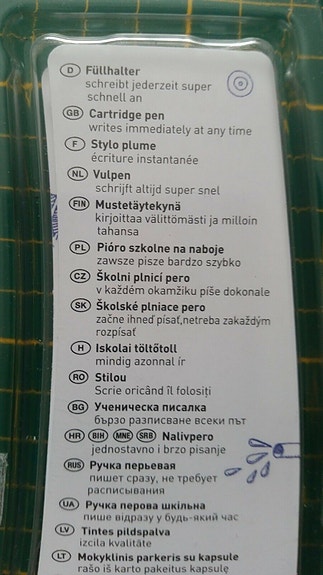 D Füllhalter
schreibt jederzeit super
schnell an
GB Cartridge pen
writes immediately at any time
F Stylo plume
écriture instantanée
NL Vulpen
schrijft altijd super snel
FIN Mustetäytekynä
kirjoittaa välittömästi ja milloin
tahansa
PL Pióro szkolne na naboje
zawsze pisze bardzo szybko
CZ Školni plnicí pero
v každém okamžiku píše dokonale
SK Školské plniace pero
začne ihneď písať,netreba zakaždým
rozpísať
H Iskolai töltőtoll
mindig azonnal ír
RO Stilou
Scrie oricând îl folosiți
BG Ученическа писалка
бързо разписване всеки път
HR BIH MNE SRB Nalivpero
jednostavno i brzo pisanje
RUS Ручка перьевая
пишет сразу, не требует
расписывания
UA Ручка перова шкільна
пише відразу у будь-який час
LV Tintes pildspalva
izcila kvalitāte
LT Mokyklinis parkeris su kapsule
rašo iš karto pakeitus kapsulę